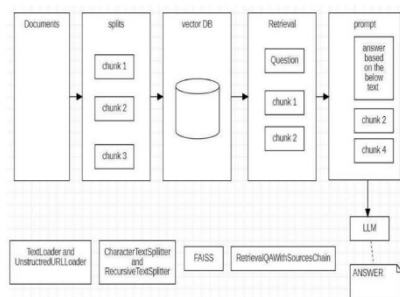 Documents
splits
vector DB
Retrieval
prompt
chunk 1
chunk 2
chunk 3
Question
chunk 1
chunk 2
answer
based on
the below
text
chunk 2
chunk 4
LLM
ANSWER
TextLoader and
UnstructredURLLoader
CharacterTextSplitter
and
RecursiveTextSplitter
FAISS
RetrievalQAWithSourcesChain